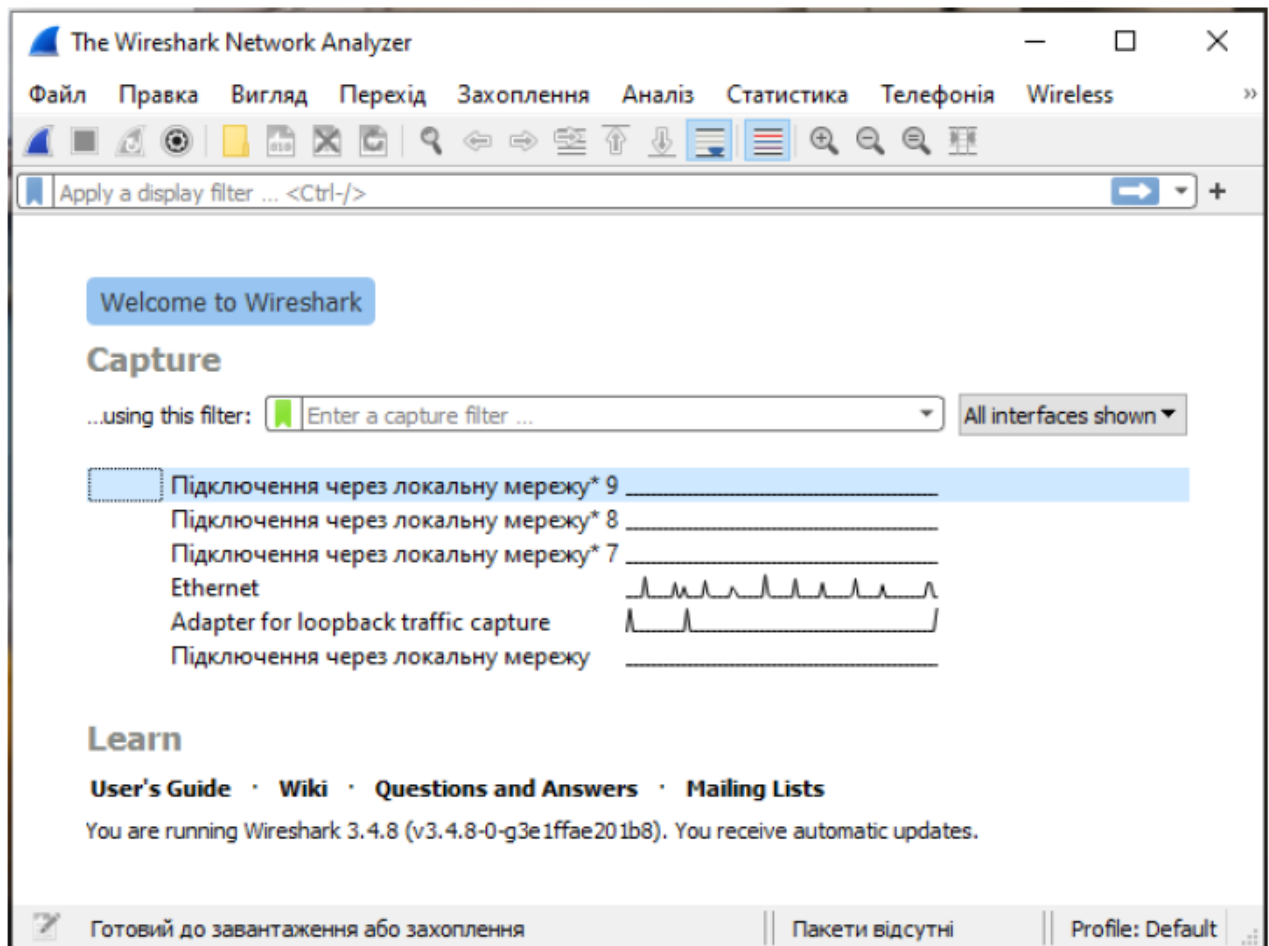 The Wireshark Network Analyzer
Файл Правка Вигляд Перехід Захоплення Аналіз Статистика Телефонія Wireless »
Apply a display filter ... <Ctrl-/>
Welcome to Wireshark
Capture
...using this filter: Enter a capture filter ... All interfaces shown
Підключення через локальну мережу* 9
Підключення через локальну мережу* 8
Підключення через локальну мережу* 7
Ethernet
Adapter for loopback traffic capture
Підключення через локальну мережу
Learn
User's Guide · Wiki · Questions and Answers · Mailing Lists
You are running Wireshark 3.4.8 (v3.4.8-0-g3e1ffae201b8). You receive automatic updates.
Готовий до завантаження або захоплення Пакети відсутні Profile: Default